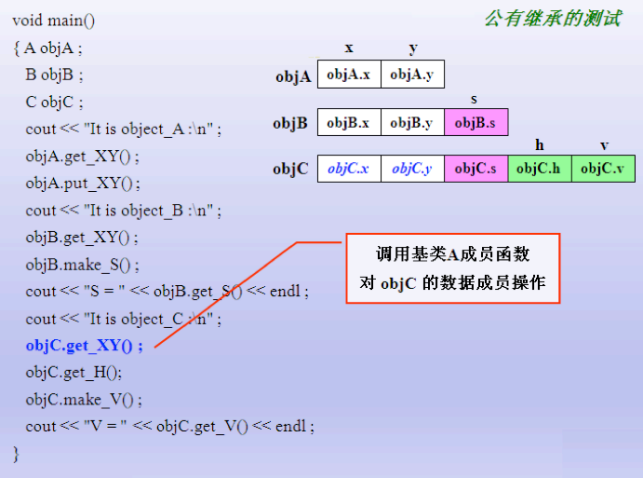 公有继承的测试
void main()
{ A objA ;
B objB ;
C objC ;
cout << "It is object_A :\n" ;
objA.get_XY() ;
objA.put_XY() ;
cout << "It is object_B :\n" ;
objB.get_XY() ;
objB.make_S() ;
cout << "S = " << objB.get_S() << endl ;
cout << "It is object_C :\n" ;
objC.get_XY() ;
objC.get_H();
objC.make_V() ;
cout << "V = " << objC.get_V() << endl ;
}
x y
objA objA.x objA.y
s
objB objB.x objB.y objB.s
h v
objC objC.x objC.y objC.s objC.h objC.v
调用基类A成员函数
对 objC 的数据成员操作